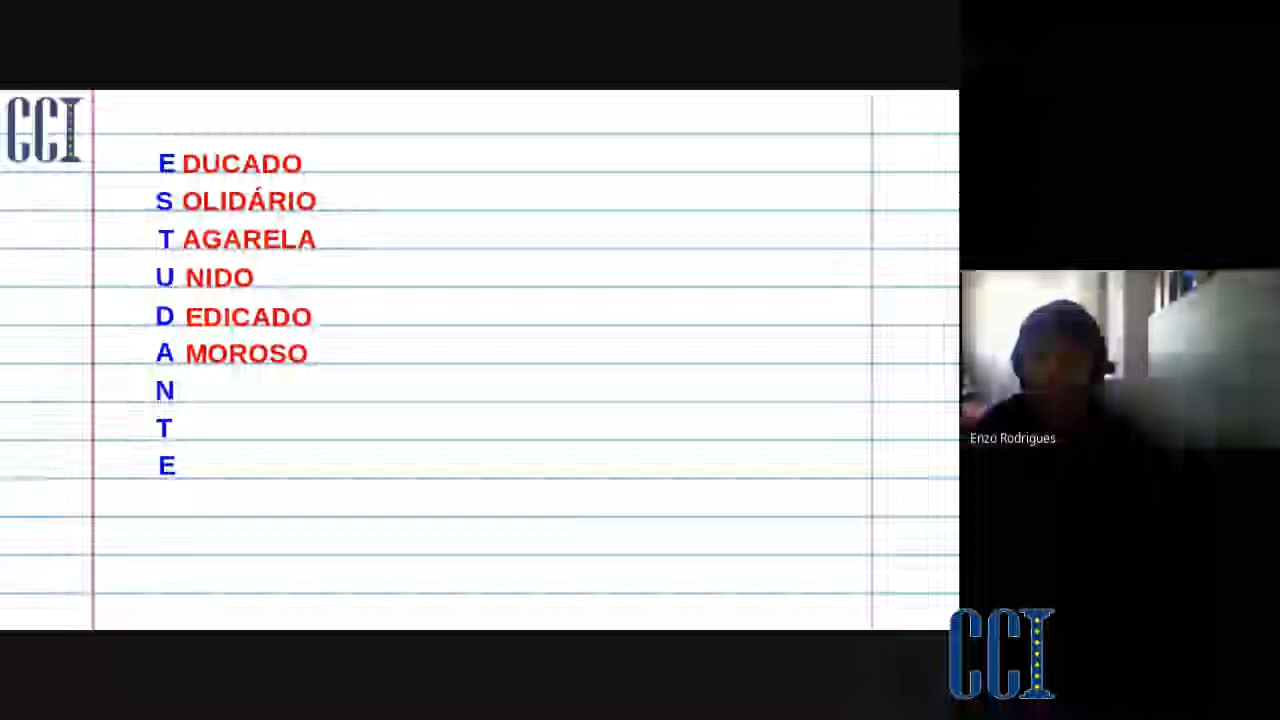 CCI
E DUCADO
S OLIDÁRIO
T AGARELA
U NIDO
D EDICADO
A MOROSO
N
T
E
Enzo Rodrigues
CCI